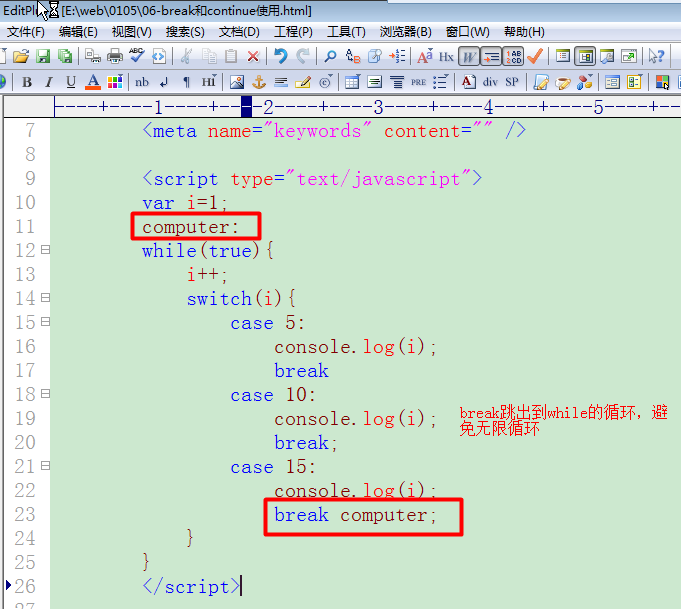 EditPlus [E:\web\0105\06-break和continue使用.html]
文件(F) 编辑(E) 视图(V) 搜索(S) 文档(D) 工程(P) 工具(T) 浏览器(B) 窗口(W) 帮助(H)
ABC Aa Hx W 1AB 2CD
B I U A nb ¶ HI PRE A div SP
----+----1----+----2----+----3----+----4----+----5----+--
7 <meta name="keywords" content="" />
8
9 <script type="text/javascript">
10 var i=1;
11 computer:
12 while(true){
13 i++;
14 switch(i){
15 case 5:
16 console.log(i);
17 break
18 case 10:
19 console.log(i);
break跳出到while的循环，避
免无限循环
20 break;
21 case 15:
22 console.log(i);
23 break computer;
24 }
25 }
26 </script>
27